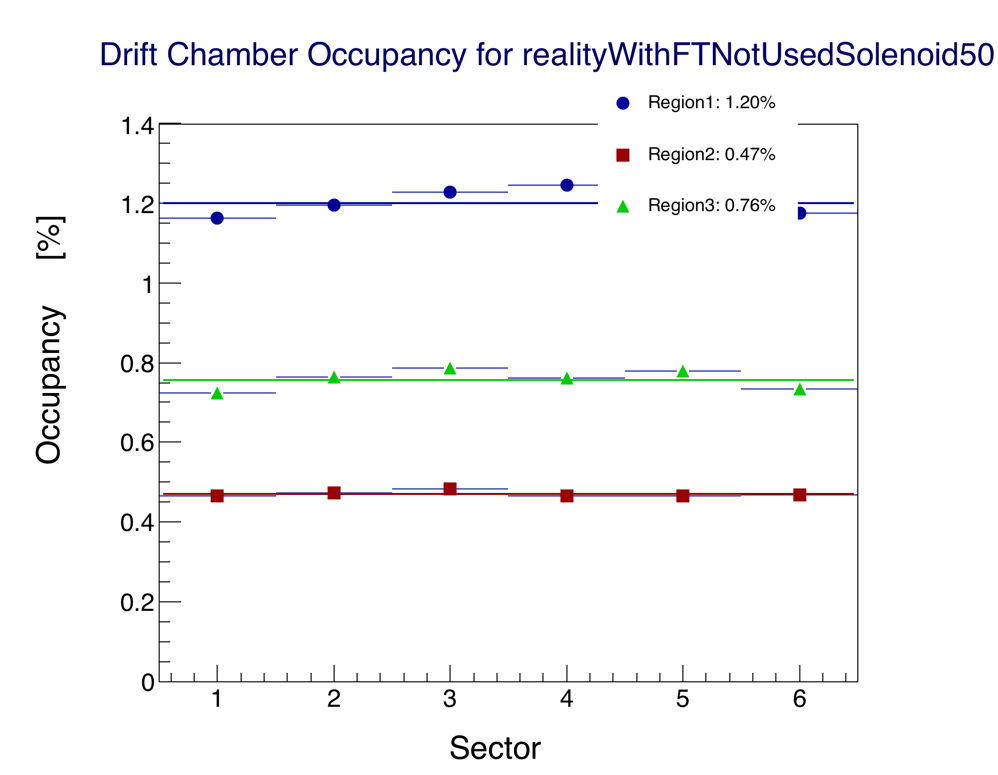 Drift Chamber Occupancy for realityWithFTNotUsedSolenoid50
Region1: 1.20%
Region2: 0.47%
Region3: 0.76%
Occupancy [%]
1.4
1.2
1
0.8
0.6
0.4
0.2
0
1 2 3 4 5 6
Sector